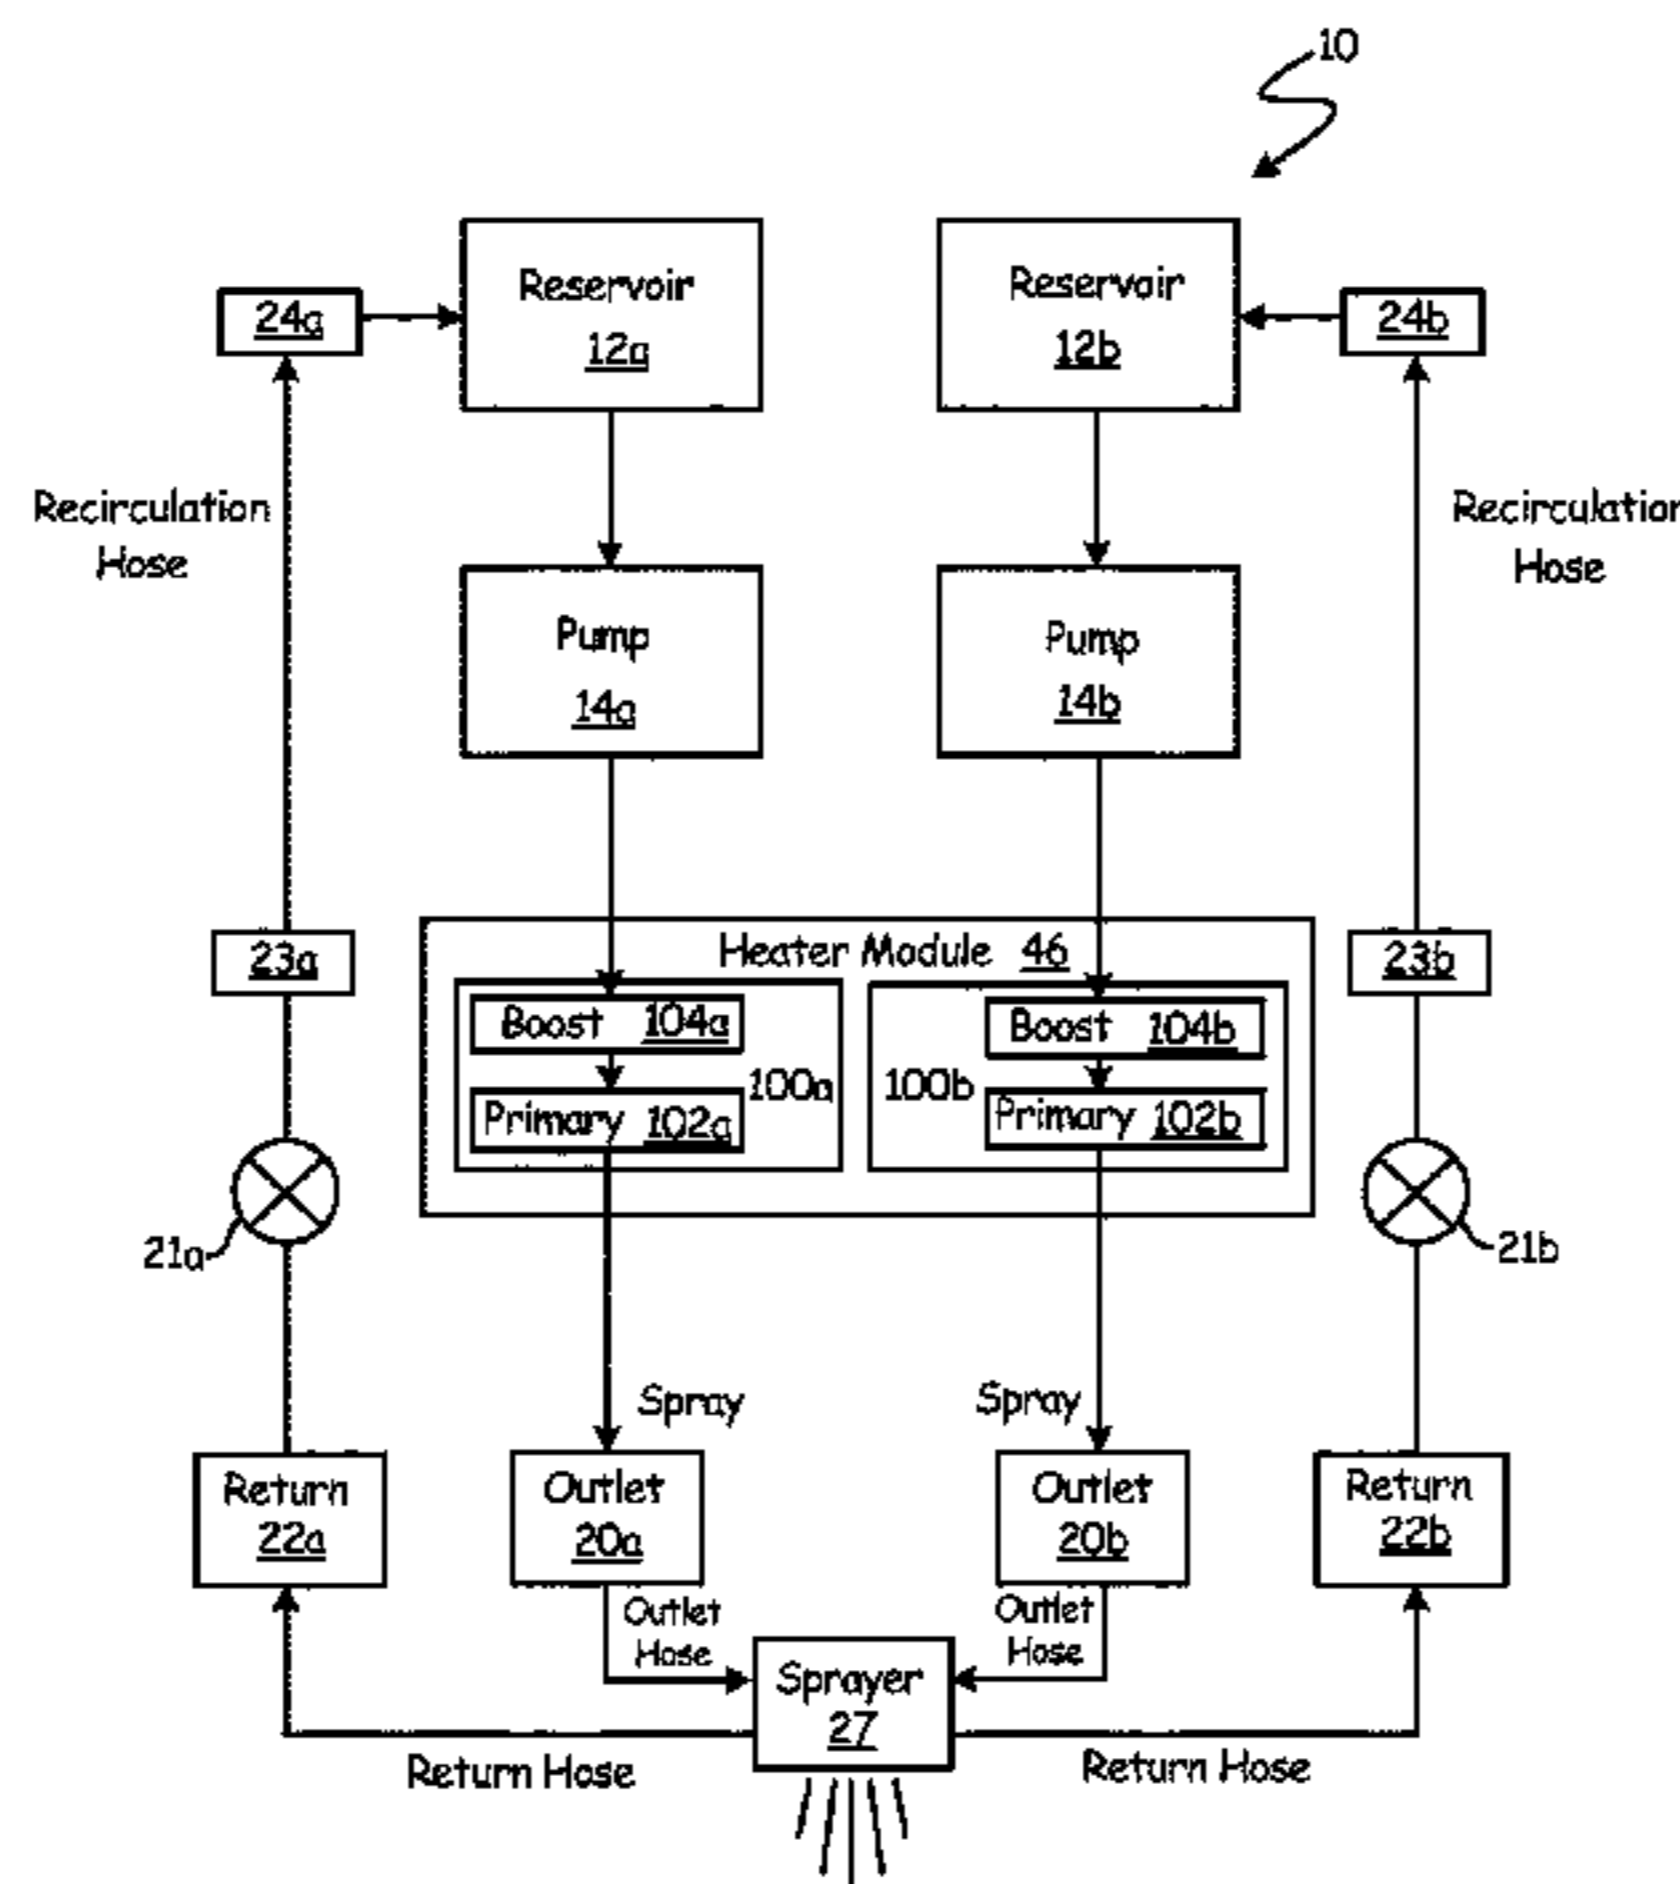 10
Reservoir
12a
Reservoir
12b
24a
24b
Recirculation
Hose
Recirculation
Hose
Pump
14a
Pump
14b
Heater Module 46
23a
23b
Boost 104a
Boost 104b
100a
100b
Primary 102a
Primary 102b
21a
21b
Spray
Spray
Return
22a
Outlet
20a
Outlet
20b
Return
22b
Outlet
Hose
Outlet
Hose
Sprayer
27
Return Hose
Return Hose